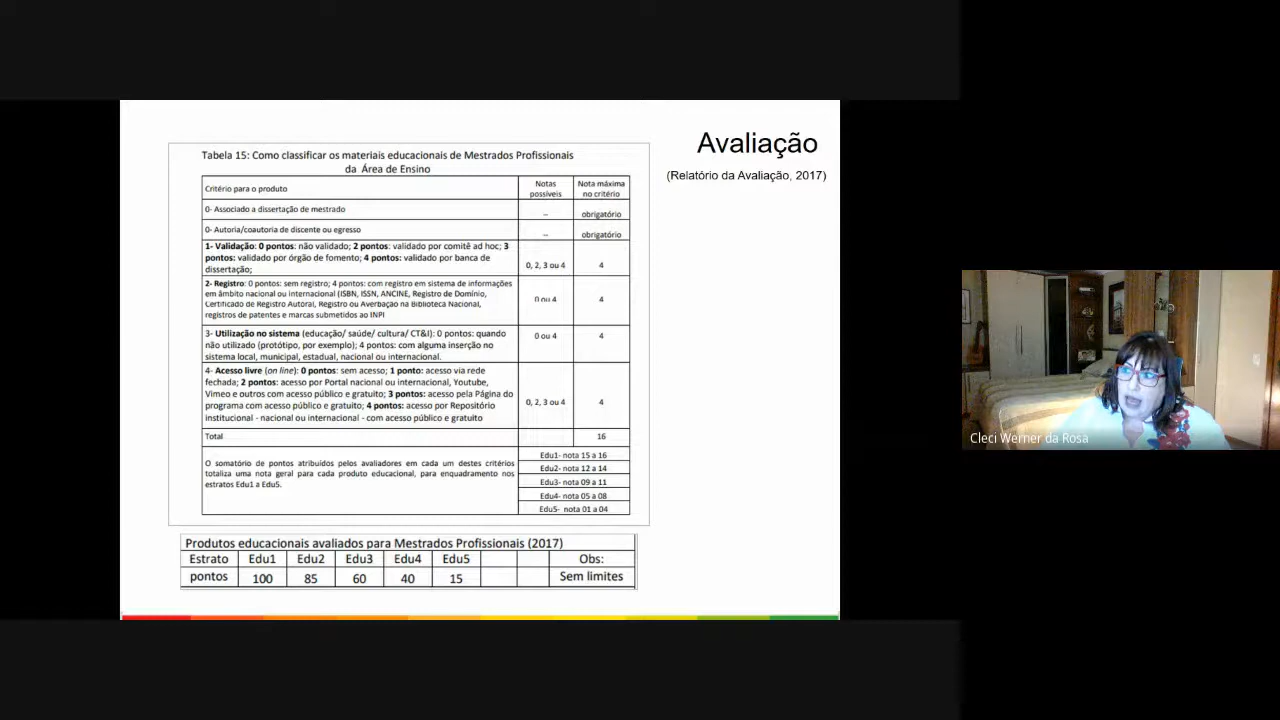 Avaliação
(Relatório da Avaliação, 2017)
Tabela 15: Como classificar os materiais educacionais de Mestrados Profissionais
da Área de Ensino
Critério para o produto
Notas
possíveis
Nota máxima
no critério
0- Associado a dissertação de mestrado
--
obrigatório
0- Autoria/coautoria de discente ou egresso
--
obrigatório
1- Validação: 0 pontos: não validado; 2 pontos: validado por comitê ad hoc; 3
pontos: validado por órgão de fomento; 4 pontos: validado por banca de
dissertação;
0, 2, 3 ou 4
4
2- Registro: 0 pontos: sem registro; 4 pontos: com registro em sistema de informações
em âmbito nacional ou internacional (ISBN, ISSN, ANCINE, Registro de Domínio,
Certificado de Registro Autoral, Registro ou Averbação na Biblioteca Nacional,
registros de patentes e marcas submetidos ao INPI
0 ou 4
4
3- Utilização no sistema (educação/ saúde/ cultura/ CT&I): 0 pontos: quando
não utilizado (protótipo, por exemplo); 4 pontos: com alguma inserção no
sistema local, municipal, estadual, nacional ou internacional.
0 ou 4
4
4- Acesso livre (on line): 0 pontos: sem acesso; 1 ponto: acesso via rede
fechada; 2 pontos: acesso por Portal nacional ou internacional, Youtube,
Vimeo e outros com acesso público e gratuito; 3 pontos: acesso pela Página do
programa com acesso público e gratuito; 4 pontos: acesso por Repositório
institucional - nacional ou internacional - com acesso público e gratuito
0, 2, 3 ou 4
4
Total
16
O somatório de pontos atribuídos pelos avaliadores em cada um destes critérios
totaliza uma nota geral para cada produto educacional, para enquadramento nos
estratos Edu1 a Edu5.
Edu1- nota 15 a 16
Edu2- nota 12 a 14
Edu3- nota 09 a 11
Edu4- nota 05 a 08
Edu5- nota 01 a 04
Produtos educacionais avaliados para Mestrados Profissionais (2017)
Estrato Edu1 Edu2 Edu3 Edu4 Edu5 Obs:
pontos 100 85 60 40 15 Sem limites
Cleci Werner da Rosa